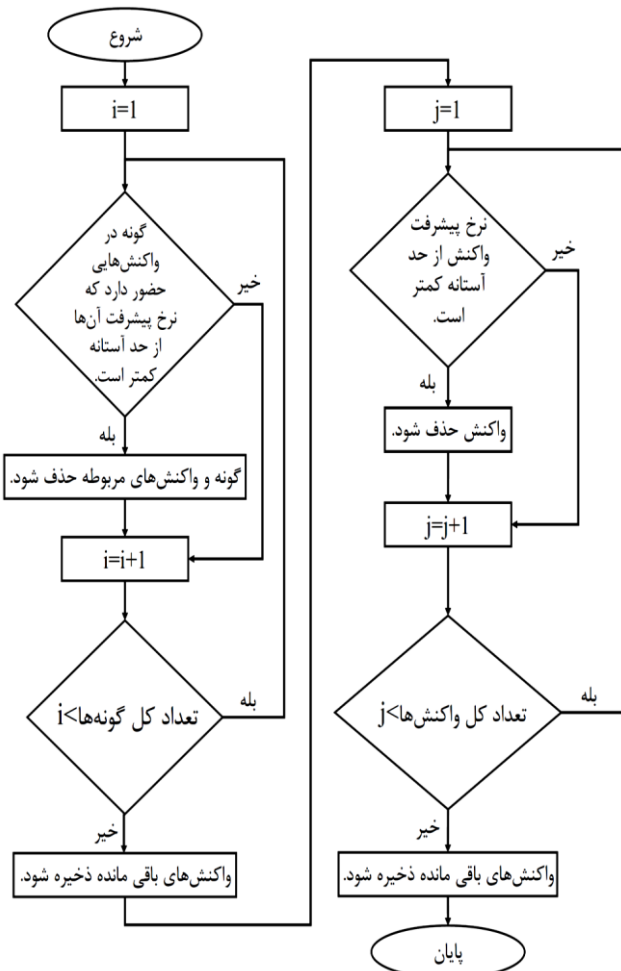 شروع
i=1
گونه در
واکنش‌هایی
حضور دارد که
نرخ پیشرفت آن‌ها
از حد آستانه
کمتر است.
خیر
بله
گونه و واکنش‌های مربوطه حذف شود.
i=i+1
i<تعداد کل گونه‌ها
بله
خیر
واکنش‌های باقی مانده ذخیره شود.
j=1
نرخ پیشرفت
واکنش از حد
آستانه کمتر
است.
خیر
بله
واکنش حذف شود.
j=j+1
j<تعداد کل واکنش‌ها
بله
خیر
واکنش‌های باقی مانده ذخیره شود.
پایان